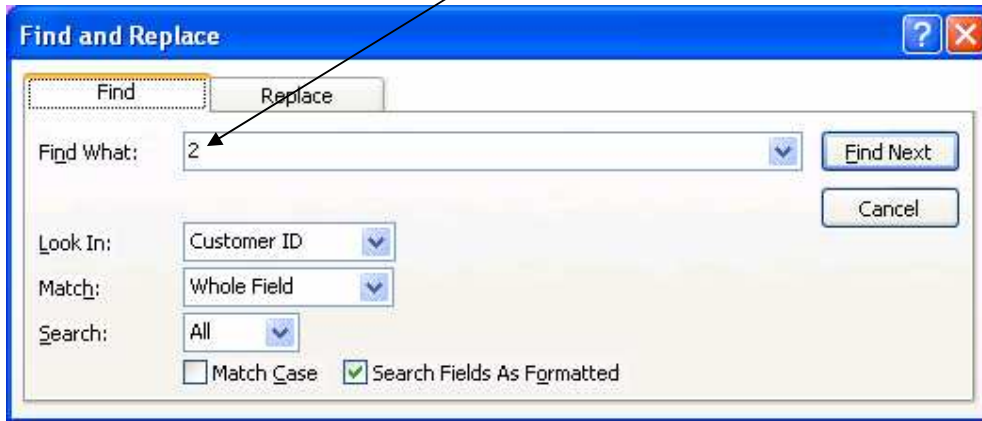 Find and Replace
Find Replace
Find What: 2 Find Next
Cancel
Look In: Customer ID
Match: Whole Field
Search: All
Match Case Search Fields As Formatted